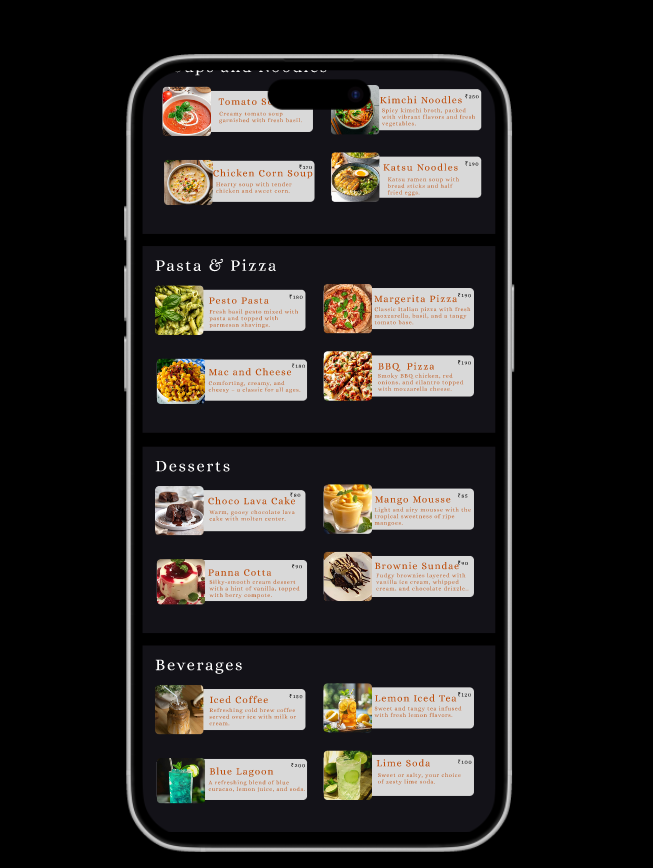 and Noodles
Tomato
Creamy tomato soup
garnished with fresh basil.
Kimchi Noodles
₹280
Spicy kimchi broth, packed
with vibrant flavors and fresh
vegetables.
Chicken Corn Soup
₹170
Hearty soup with tender
chicken and sweet corn.
Katsu Noodles
₹190
Katsu ramen soup with
bread sticks and half
fried eggs.
Pasta & Pizza
Pesto Pasta
₹180
Fresh basil pesto mixed with
pasta and topped with
parmesan shavings.
Margerita Pizza
₹190
Classic Italian pizza with fresh
mozzarella, basil, and a tangy
tomato base.
Mac and Cheese
₹180
Comforting, creamy, and
cheesy – a classic for all ages.
BBQ Pizza
₹190
Smoky BBQ chicken, red
onions, and cilantro topped
with mozzarella cheese.
Desserts
Choco Lava Cake
₹80
Warm, gooey chocolate lava
cake with molten center.
Mango Mousse
₹85
Light and airy mousse with the
tropical sweetness of ripe
mangoes.
Panna Cotta
₹90
Silky-smooth cream dessert
with a hint of vanilla, topped
with berry compote.
Brownie Sundae
₹90
Fudgy brownies layered with
vanilla ice cream, whipped
cream, and chocolate drizzle.
Beverages
Iced Coffee
Refreshing cold brew coffee
served over ice with milk or
cream.
Lemon Iced Tea
₹120
Sweet and tangy tea infused
with fresh lemon flavors.
Blue Lagoon
₹200
A refreshing blend of blue
curacao, lemon juice, and soda.
Lime Soda
₹100
Sweet or salty, your choice
of zesty lime soda.